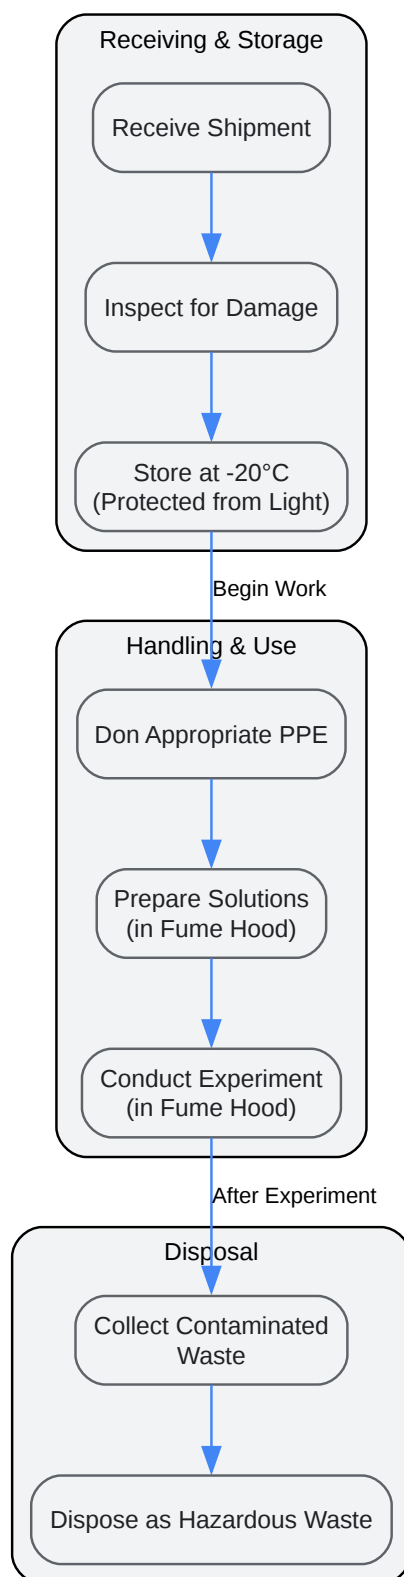 Receiving & Storage
Receive Shipment
Inspect for Damage
Store at -20°C
(Protected from Light)
Begin Work
Handling & Use
Don Appropriate PPE
Prepare Solutions
(in Fume Hood)
Conduct Experiment
(in Fume Hood)
After Experiment
Disposal
Collect Contaminated
Waste
Dispose as Hazardous Waste